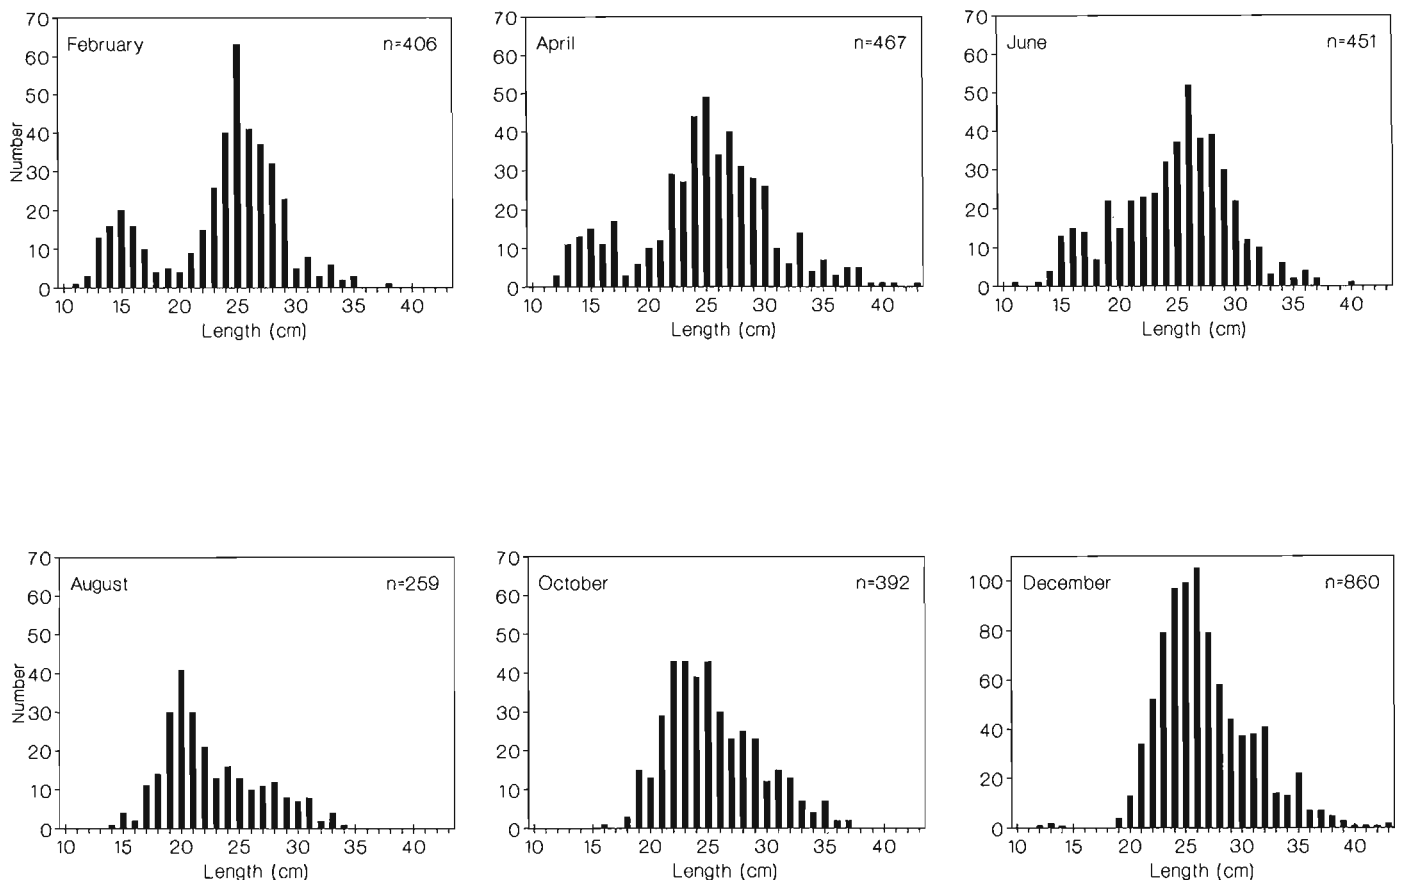 February n=406
70
60
50
40
30
20
10
0
Number
10 15 20 25 30 35 40
Length (cm)
April n=467
70
60
50
40
30
20
10
0
10 15 20 25 30 35 40
Length (cm)
June n=451
70
60
50
40
30
20
10
0
10 15 20 25 30 35 40
Length (cm)
August n=259
70
60
50
40
30
20
10
0
Number
10 15 20 25 30 35 40
Length (cm)
October n=392
70
60
50
40
30
20
10
0
10 15 20 25 30 35 40
Length (cm)
December n=860
100
80
60
40
20
0
10 15 20 25 30 35 40
Length (cm)